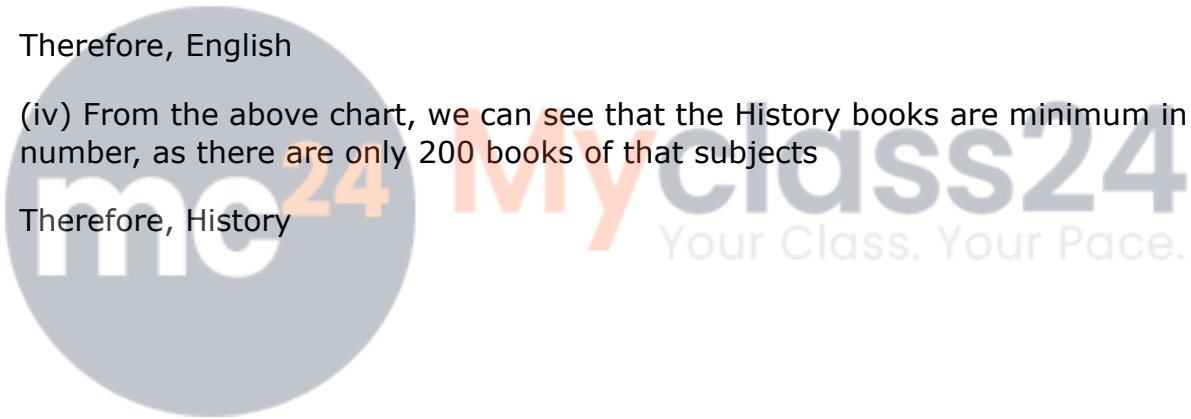 Therefore, English
(iv) From the above chart, we can see that the History books are minimum in
number, as there are only 200 books of that subjects
Therefore, History
mc24
Myclass24
Your Class. Your Pace.